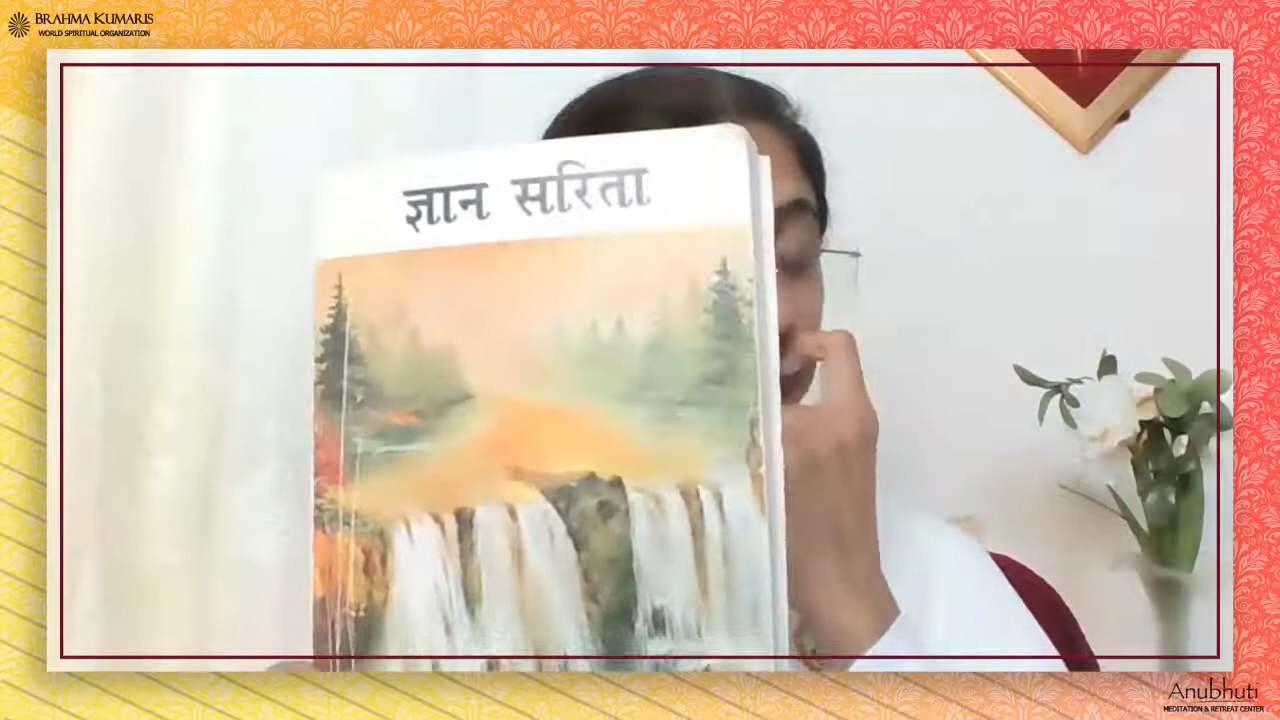 BRAHMA KUMARIS
WORLD SPIRITUAL ORGANIZATION
ज्ञान सरिता
Anubhuti
MEDITATION & RETREAT CENTER